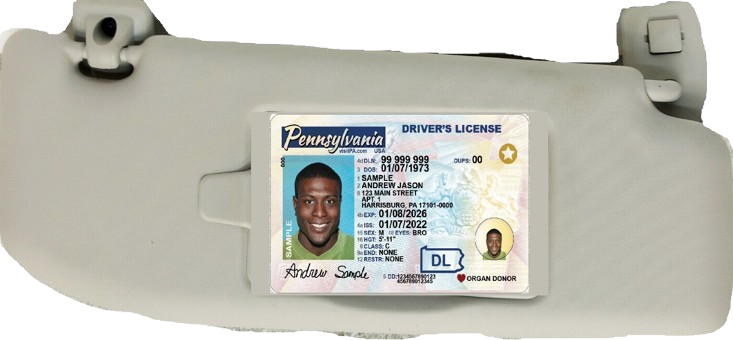 Pennsylvania
visitPA.com USA
DRIVER'S LICENSE
000
4d DLN: 99 999 999 DUPS: 00
3 DOB: 01/07/1973
1 SAMPLE
2 ANDREW JASON
8 123 MAIN STREET
APT. 1
HARRISBURG, PA 17101-0000
4b EXP: 01/08/2026
4a ISS: 01/07/2022
15 SEX: M 18 EYES: BRO
16 HGT: 5'-11"
9 CLASS: C
9a END: NONE
12 RESTR: NONE
SAMPLE
Andrew Sample
DL
5 DD:1234567890123
456789012345
ORGAN DONOR